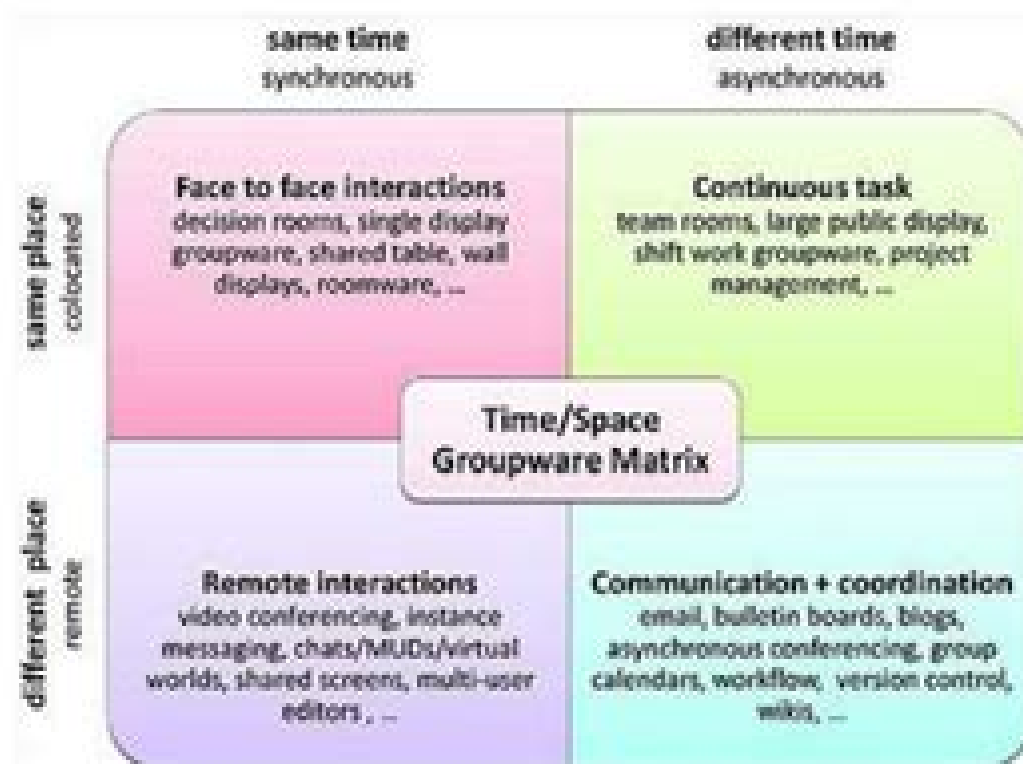 same time
synchronous
different time
asynchronous
same place
colocated
Face to face interactions
decision rooms, single display
groupware, shared table, wall
displays, roomware, ...
Continuous task
team rooms, large public display,
shift work groupware, project
management, ...
Time/Space
Groupware Matrix
different place
remote
Remote interactions
video conferencing, instance
messaging, chats/MUDs/virtual
worlds, shared screens, multi-user
editors , ...
Communication + coordination
email, bulletin boards, blogs,
asynchronous conferencing, group
calendars, workflow, version control,
wikis, ...